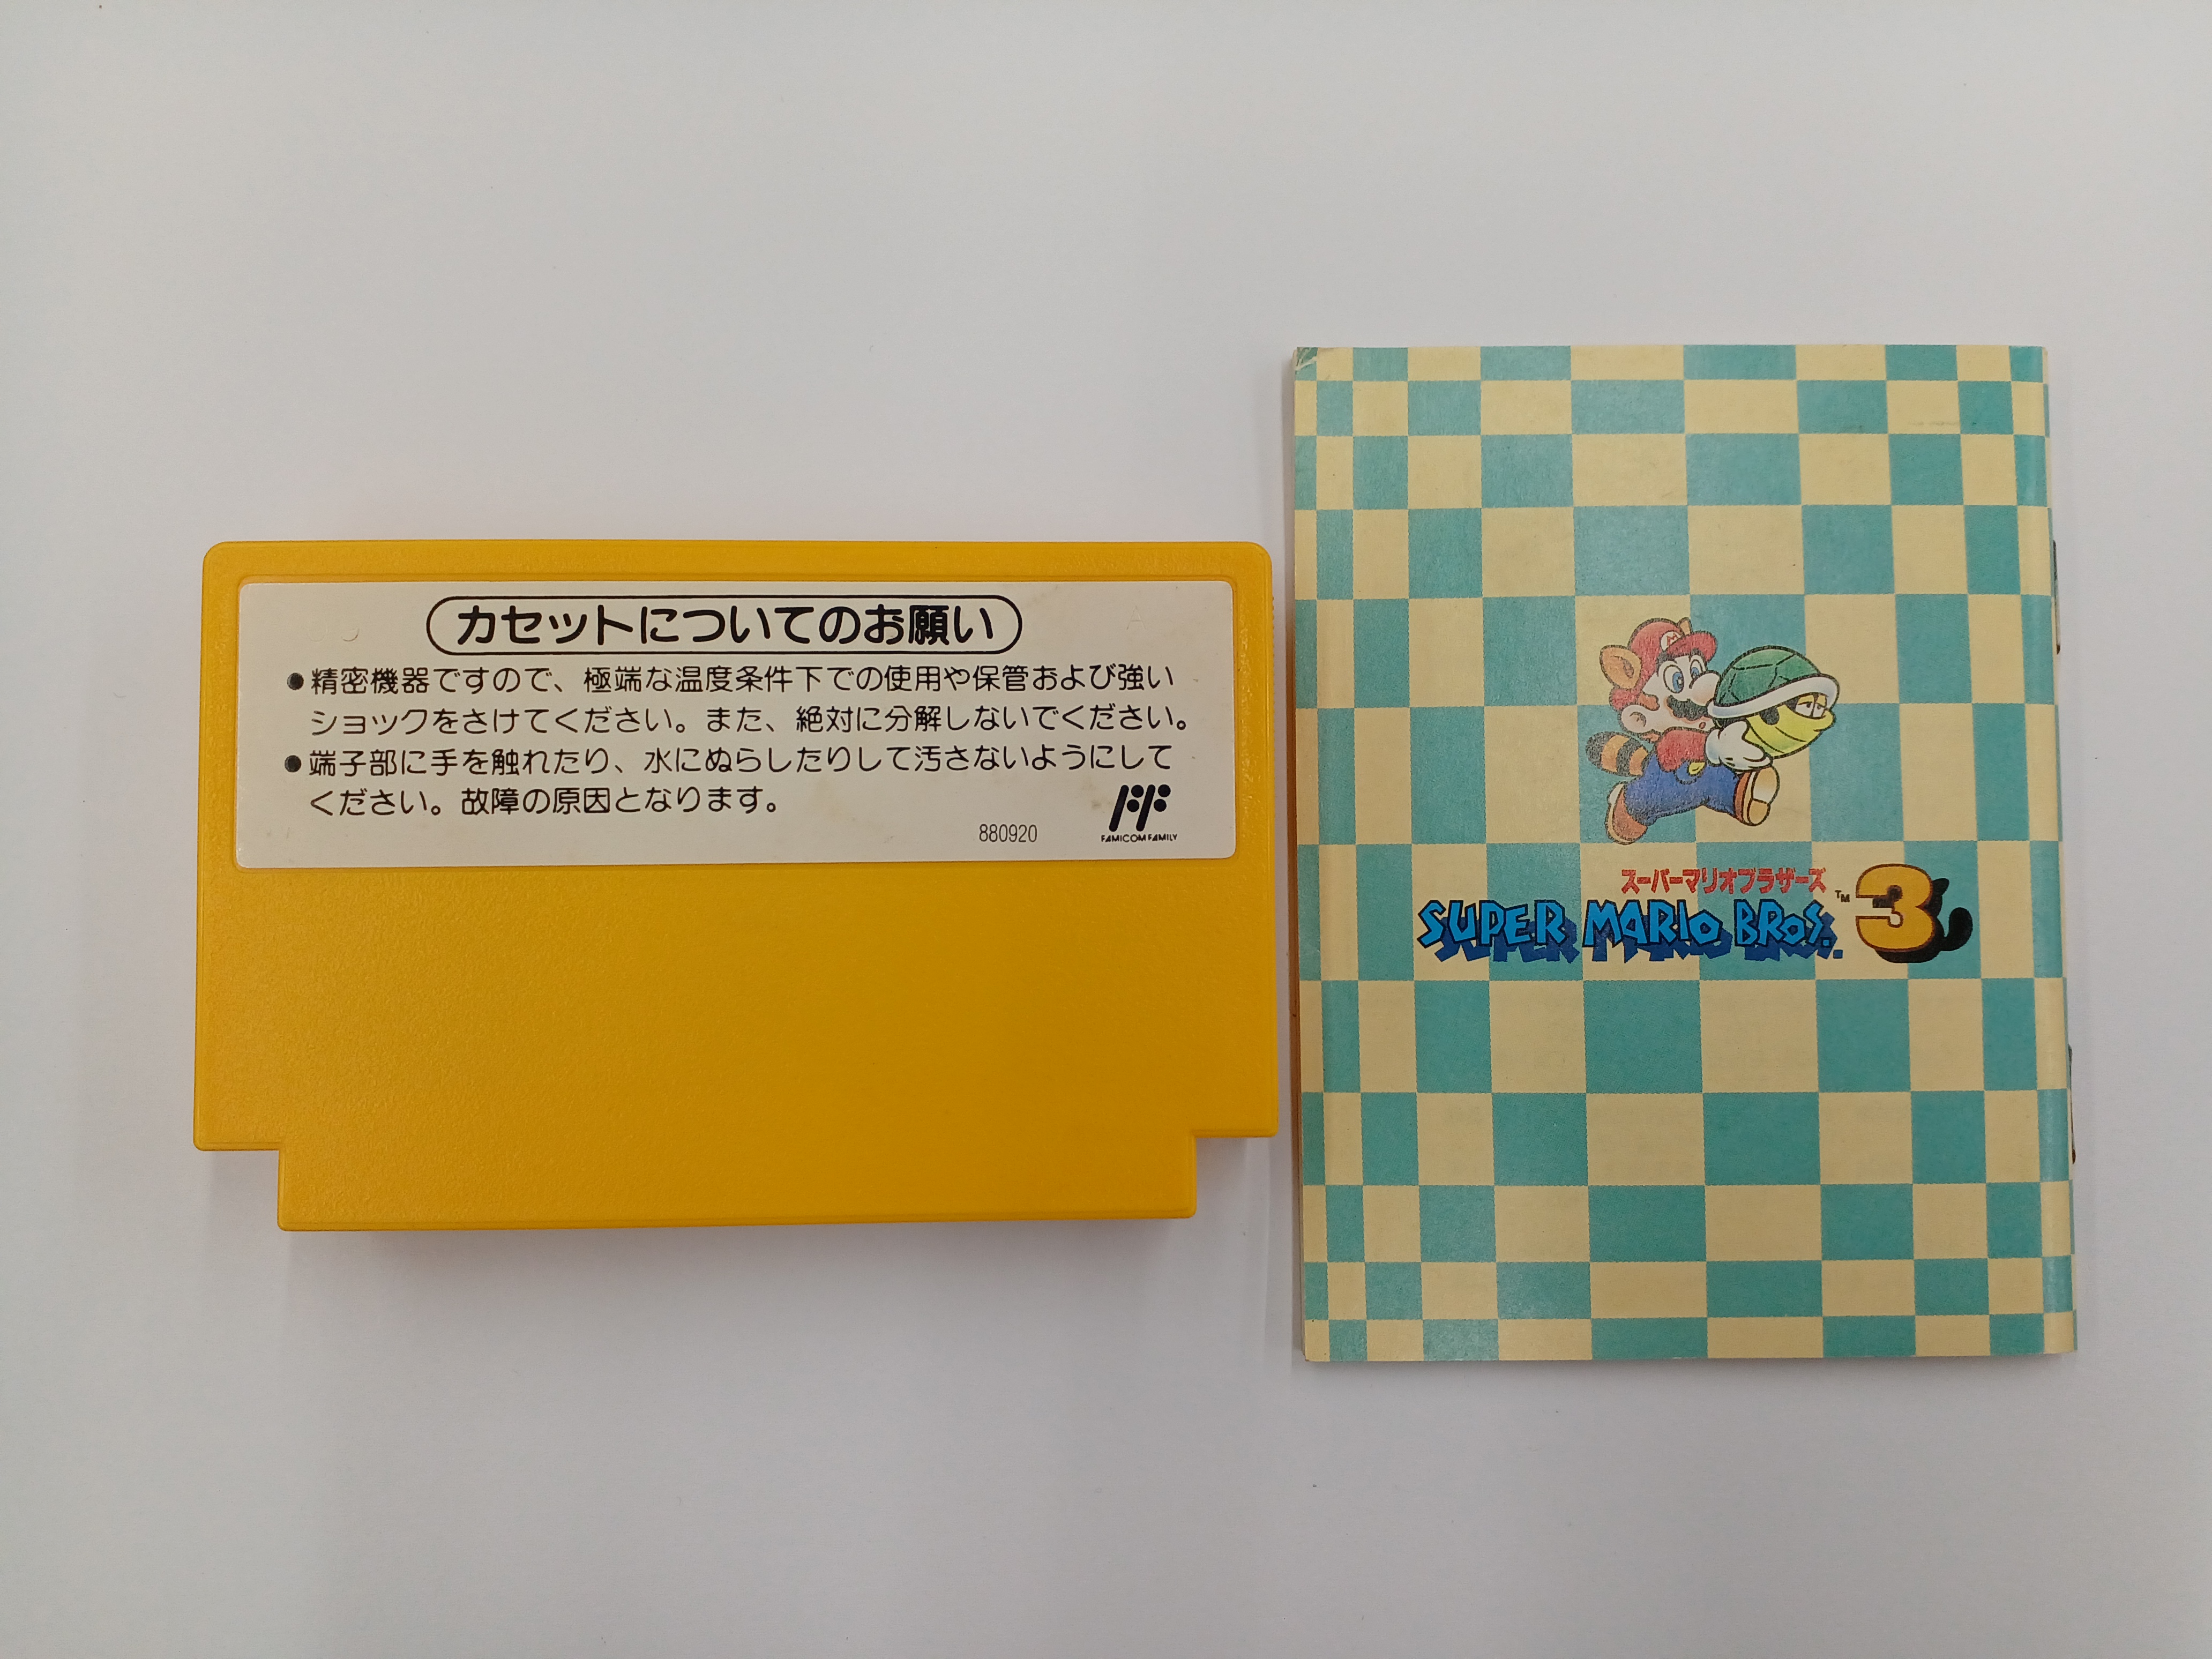 カセットについてのお願い
●精密機器ですので、極端な温度条件下での使用や保管および強い
ショックをさけてください。また、絶対に分解しないでください。
●端子部に手を触れたり、水にぬらしたりして汚さないようにして
ください。故障の原因となります。
880920
FAMICOM FAMILY
M
スーパーマリオブラザーズ
SUPER MARIO BROS.™ 3